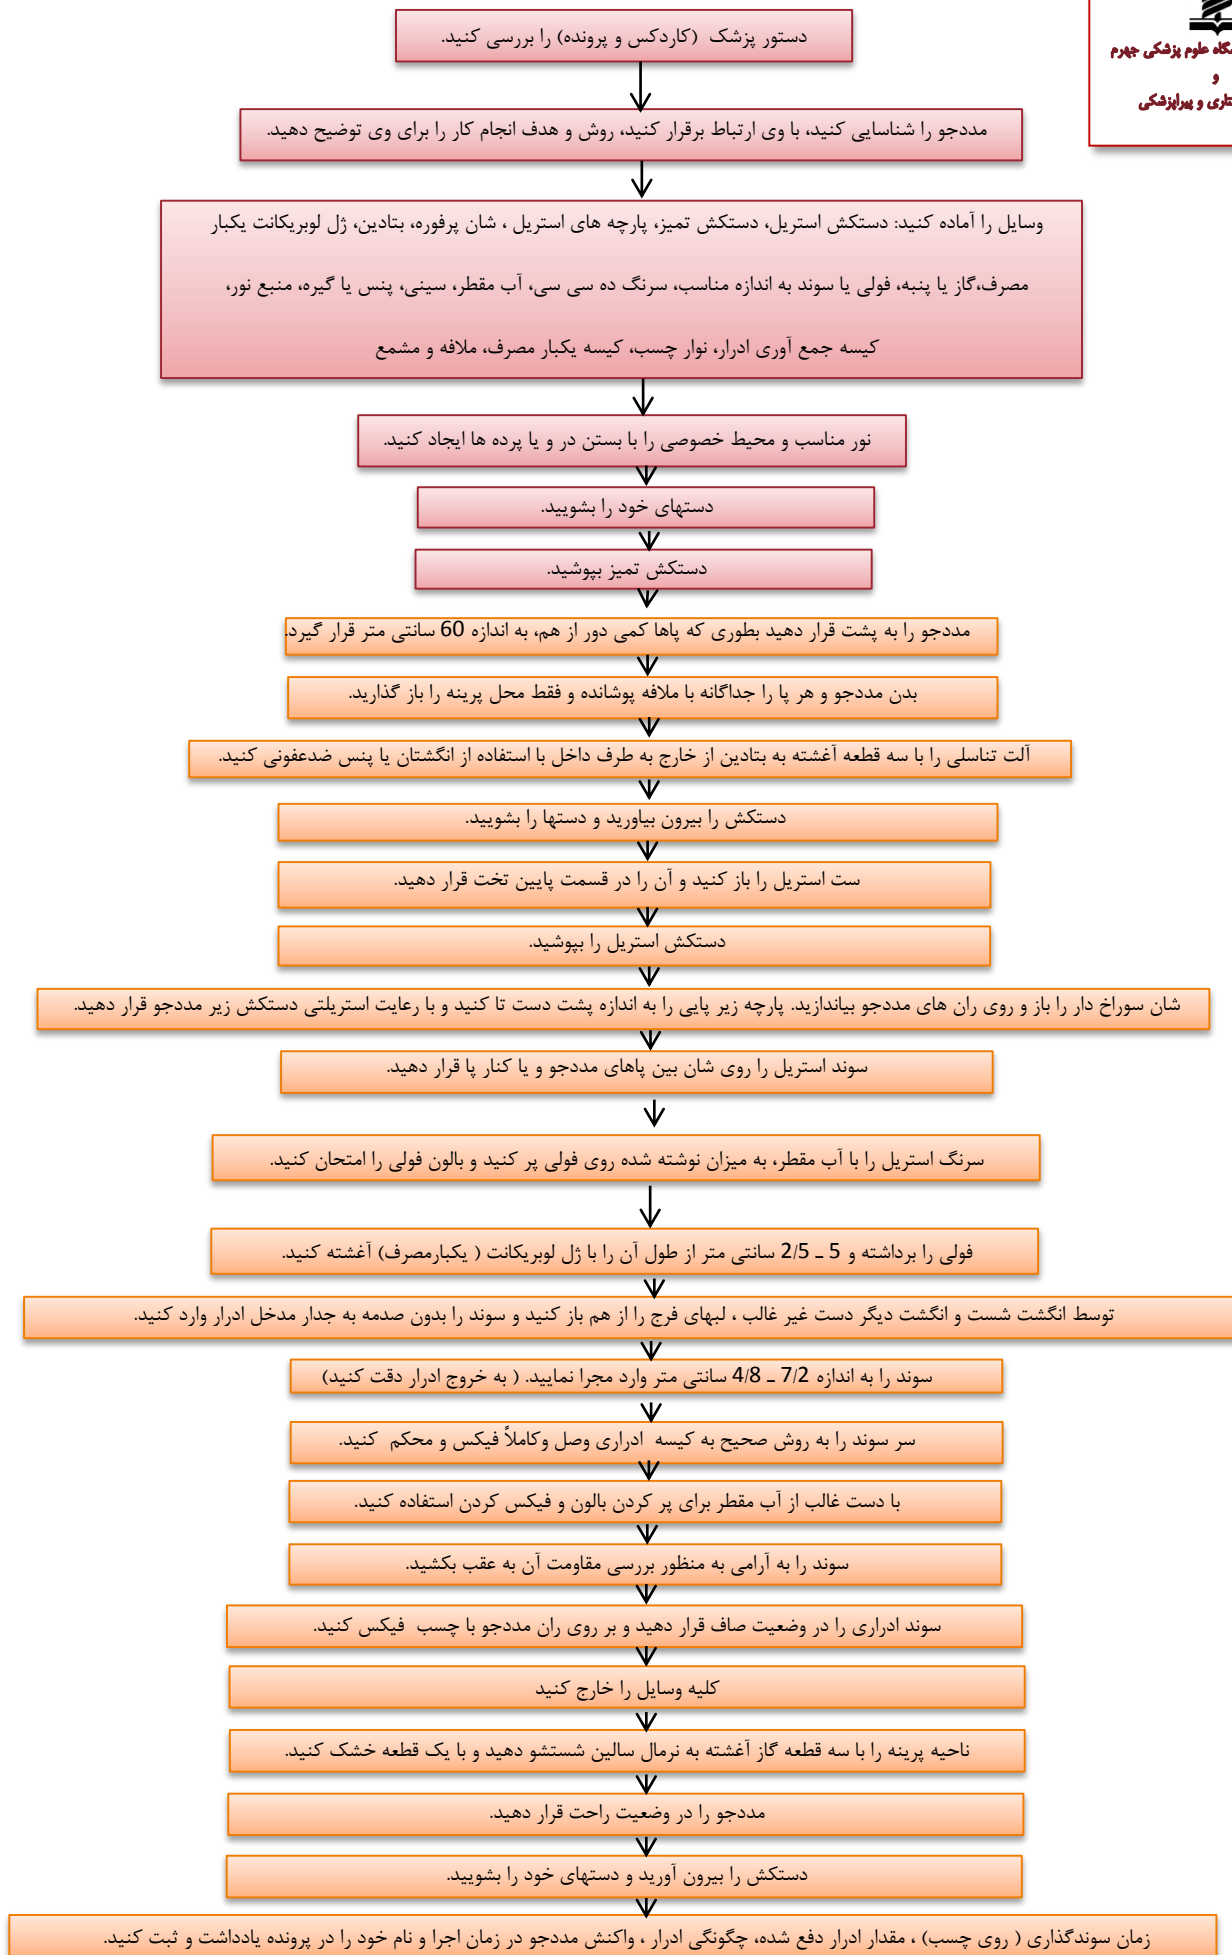 گاه علوم پزشکی جهرم
و
تاری و پیراپزشکی
دستور پزشک (کاردکس و پرونده) را بررسی کنید.
مددجو را شناسایی کنید، با وی ارتباط برقرار کنید، روش و هدف انجام کار را برای وی توضیح دهید.
وسایل را آماده کنید: دستکش استریل، دستکش تمیز، پارچه های استریل ، شان پرفوره، بتادین، ژل لوبریکانت یکبار
مصرف،گاز یا پنبه، فولی یا سوند به اندازه مناسب، سرنگ ده سی سی، آب مقطر، سینی، پنس یا گیره، منبع نور،
کیسه جمع آوری ادرار، نوار چسب، کیسه یکبار مصرف، ملافه و مشمع
نور مناسب و محیط خصوصی را با بستن در و یا پرده ها ایجاد کنید.
دستهای خود را بشویید.
دستکش تمیز بپوشید.
مددجو را به پشت قرار دهید بطوری که پاها کمی دور از هم، به اندازه 60 سانتی متر قرار گیرد.
بدن مددجو و هر پا را جداگانه با ملافه پوشانده و فقط محل پرینه را باز گذارید.
آلت تناسلی را با سه قطعه آغشته به بتادین از خارج به طرف داخل با استفاده از انگشتان یا پنس ضدعفونی کنید.
دستکش را بیرون بیاورید و دستها را بشویید.
ست استریل را باز کنید و آن را در قسمت پایین تخت قرار دهید.
دستکش استریل را بپوشید.
شان سوراخ دار را باز و روی ران های مددجو بیاندازید. پارچه زیر پایی را به اندازه پشت دست تا کنید و با رعایت استریلتی دستکش زیر مددجو قرار دهید.
سوند استریل را روی شان بین پاهای مددجو و یا کنار پا قرار دهید.
سرنگ استریل را با آب مقطر، به میزان نوشته شده روی فولی پر کنید و بالون فولی را امتحان کنید.
فولی را برداشته و 5 ـ 2/5 سانتی متر از طول آن را با ژل لوبریکانت ( یکبارمصرف) آغشته کنید.
توسط انگشت شست و انگشت دیگر دست غیر غالب ، لبهای فرج را از هم باز کنید و سوند را بدون صدمه به جدار مدخل ادرار وارد کنید.
سوند را به اندازه 7/2 ـ 4/8 سانتی متر وارد مجرا نمایید. ( به خروج ادرار دقت کنید)
سر سوند را به روش صحیح به کیسه ادراری وصل وکاملاً فیکس و محکم کنید.
با دست غالب از آب مقطر برای پر کردن بالون و فیکس کردن استفاده کنید.
سوند را به آرامی به منظور بررسی مقاومت آن به عقب بکشید.
سوند ادراری را در وضعیت صاف قرار دهید و بر روی ران مددجو با چسب فیکس کنید.
کلیه وسایل را خارج کنید
ناحیه پرینه را با سه قطعه گاز آغشته به نرمال سالین شستشو دهید و با یک قطعه خشک کنید.
مددجو را در وضعیت راحت قرار دهید.
دستکش را بیرون آورید و دستهای خود را بشویید.
زمان سوندگذاری ( روی چسب) ، مقدار ادرار دفع شده، چگونگی ادرار ، واکنش مددجو در زمان اجرا و نام خود را در پرونده یادداشت و ثبت کنید.